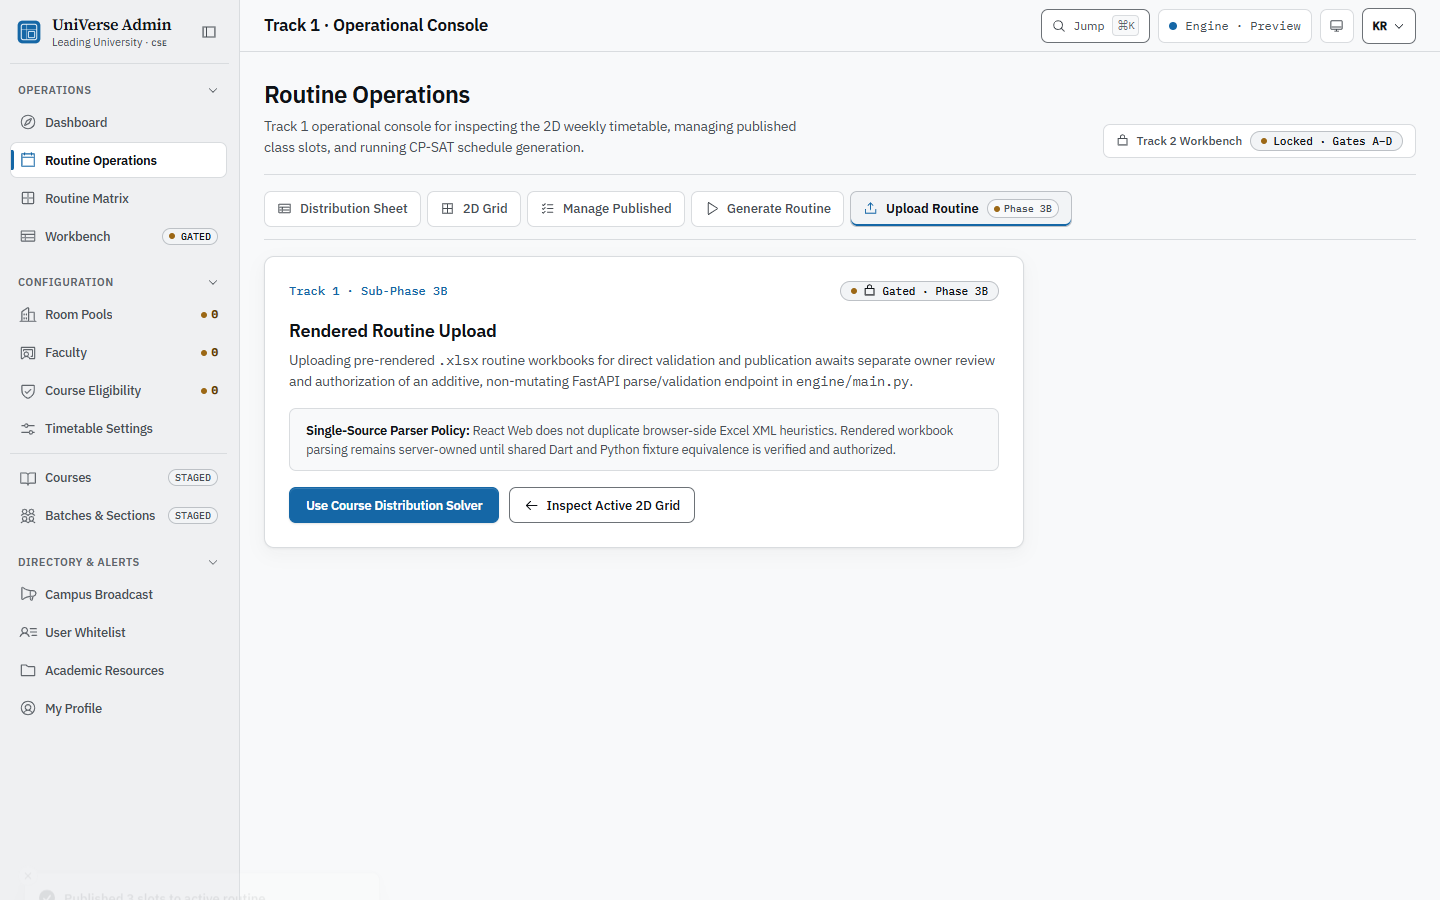 UniVerse Admin
Leading University · CSE
OPERATIONS
Dashboard
Routine Operations
Routine Matrix
Workbench
GATED
CONFIGURATION
Room Pools
0
Faculty
0
Course Eligibility
0
Timetable Settings
Courses
STAGED
Batches & Sections
STAGED
DIRECTORY & ALERTS
Campus Broadcast
User Whitelist
Academic Resources
My Profile
Track 1 · Operational Console
Jump
⌘K
Engine · Preview
KR
Routine Operations
Track 1 operational console for inspecting the 2D weekly timetable, managing published
class slots, and running CP-SAT schedule generation.
Track 2 Workbench
Locked · Gates A–D
Distribution Sheet
2D Grid
Manage Published
Generate Routine
Upload Routine
Phase 3B
Track 1 · Sub-Phase 3B
Gated · Phase 3B
Rendered Routine Upload
Uploading pre-rendered .xlsx routine workbooks for direct validation and publication awaits separate owner review
and authorization of an additive, non-mutating FastAPI parse/validation endpoint in engine/main.py.
Single-Source Parser Policy: React Web does not duplicate browser-side Excel XML heuristics. Rendered workbook
parsing remains server-owned until shared Dart and Python fixture equivalence is verified and authorized.
Use Course Distribution Solver
Inspect Active 2D Grid
Published 3 slots to active routine